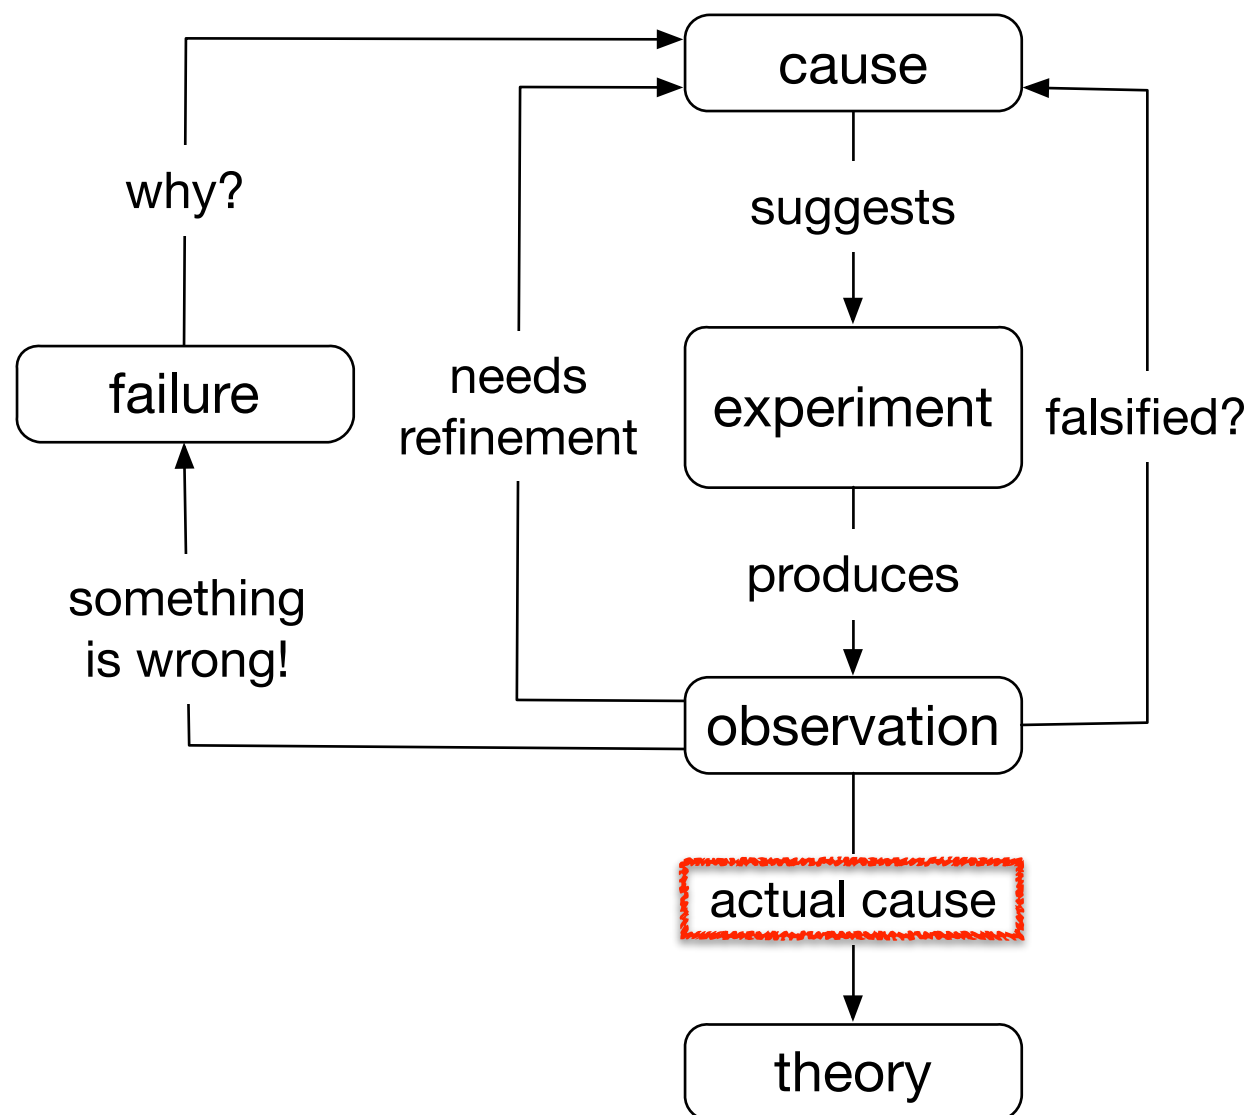 cause
why?
suggests
failure
needs
refinement
experiment
falsified?
produces
something
is wrong!
observation
actual cause
theory